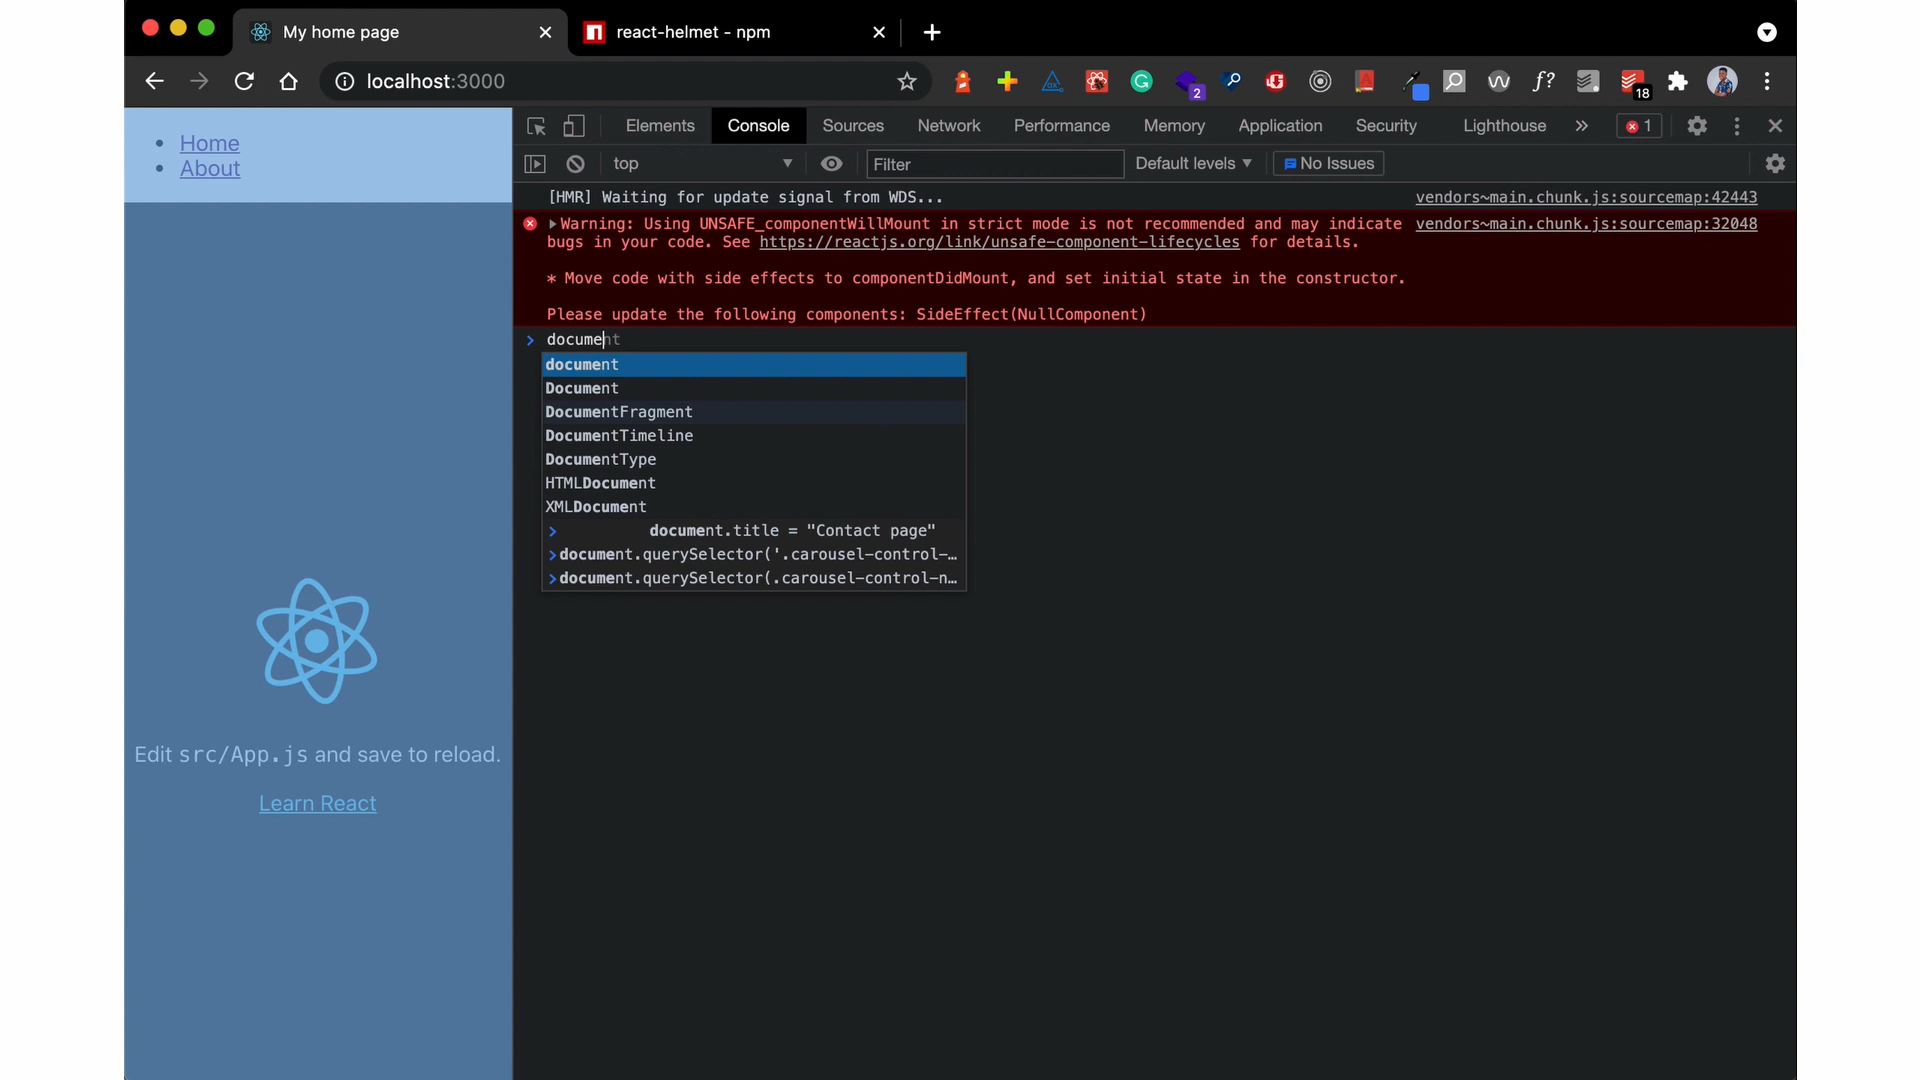 My home page
react-helmet - npm
localhost:3000
2
f?
18
Home
About
Edit src/App.js and save to reload.
Learn React
Elements
Console
Sources
Network
Performance
Memory
Application
Security
Lighthouse
1
top
Filter
Default levels
No Issues
[HMR] Waiting for update signal from WDS... vendors~main.chunk.js:sourcemap:42443
Warning: Using UNSAFE_componentWillMount in strict mode is not recommended and may indicate vendors~main.chunk.js:sourcemap:32048
bugs in your code. See https://reactjs.org/link/unsafe-component-lifecycles for details.
* Move code with side effects to componentDidMount, and set initial state in the constructor.
Please update the following components: SideEffect(NullComponent)
> document
document
Document
DocumentFragment
DocumentTimeline
DocumentType
HTMLDocument
XMLDocument
> document.title = "Contact page"
> document.querySelector('.carousel-control-…
> document.querySelector(.carousel-control-n…